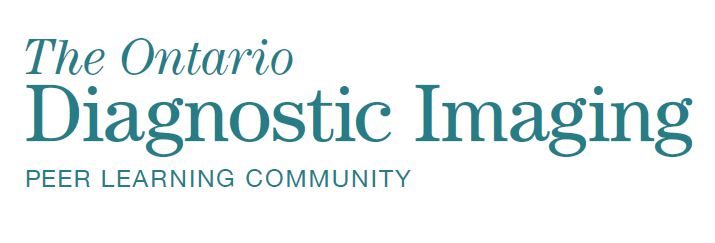 The Ontario
Diagnostic Imaging
PEER LEARNING COMMUNITY